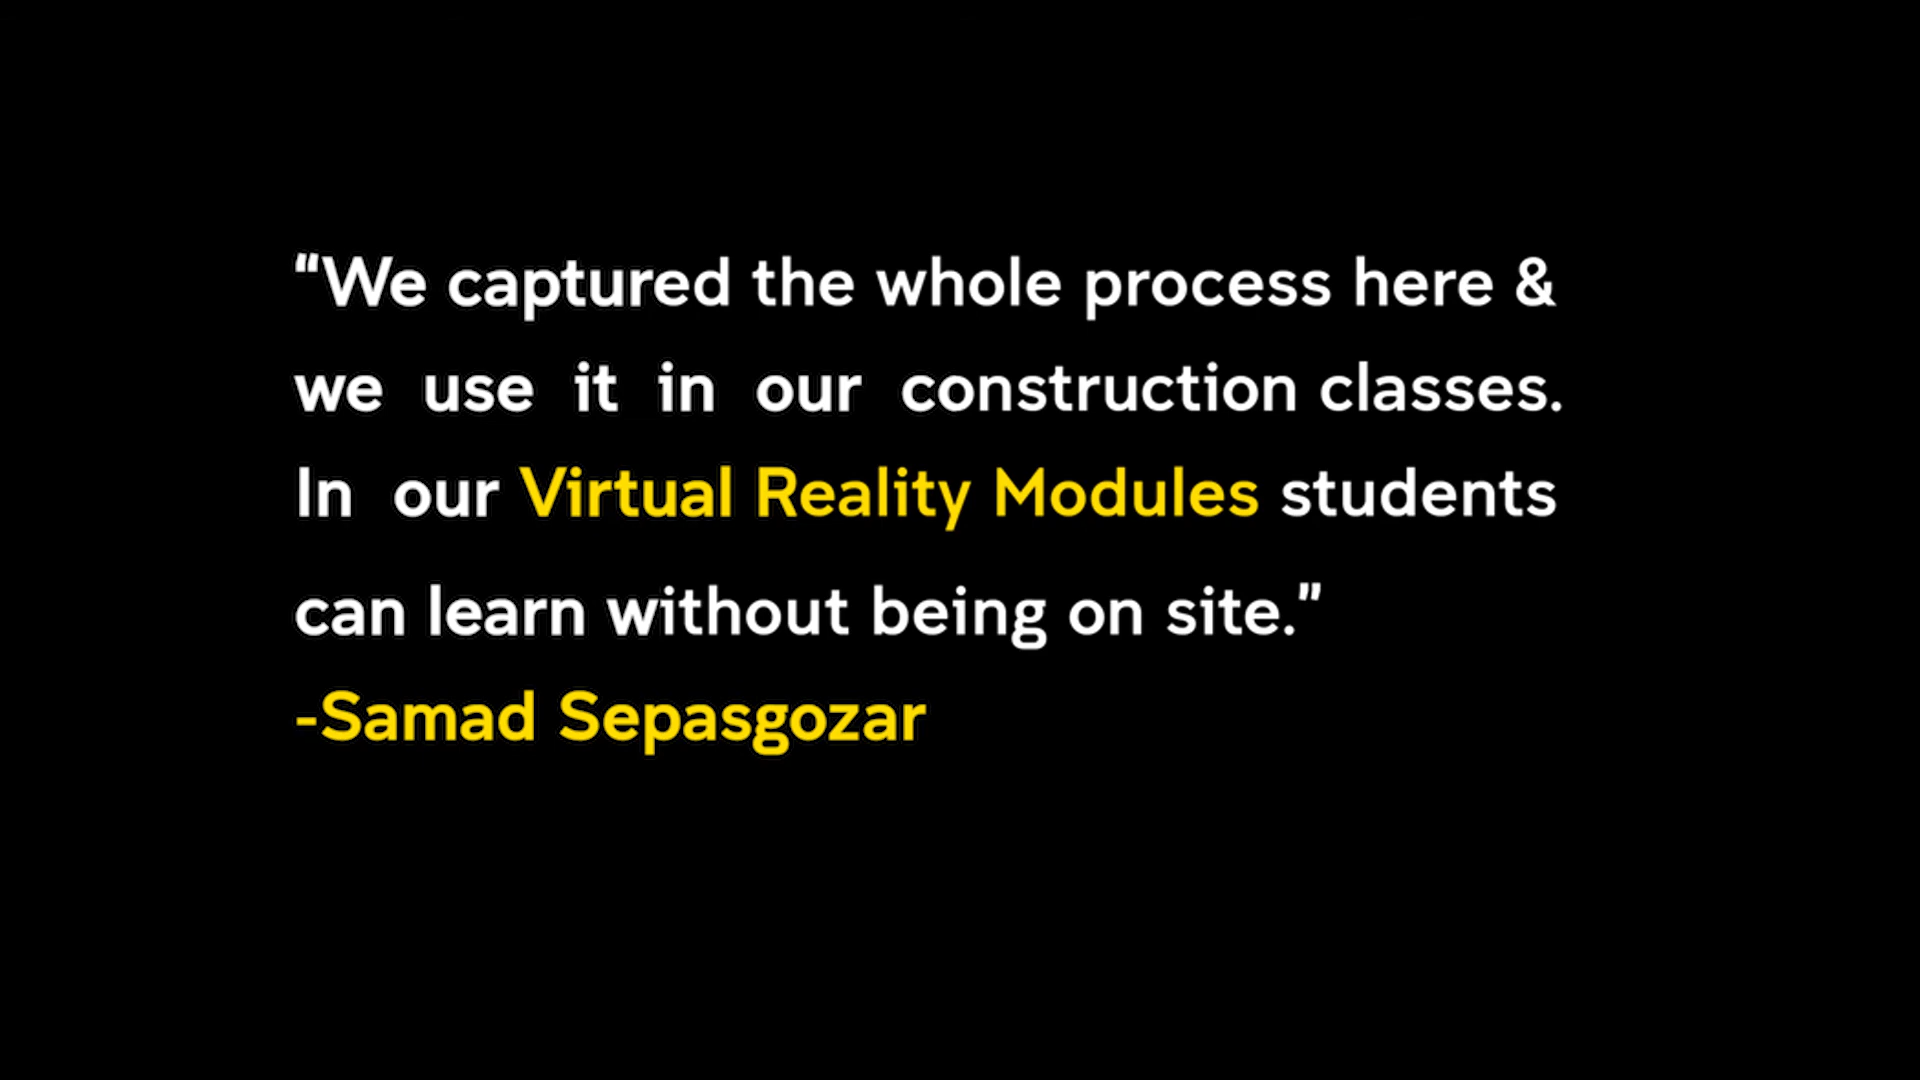 “We captured the whole process here &
we use it in our construction classes.
In our Virtual Reality Modules students
can learn without being on site.”
-Samad Sepasgozar